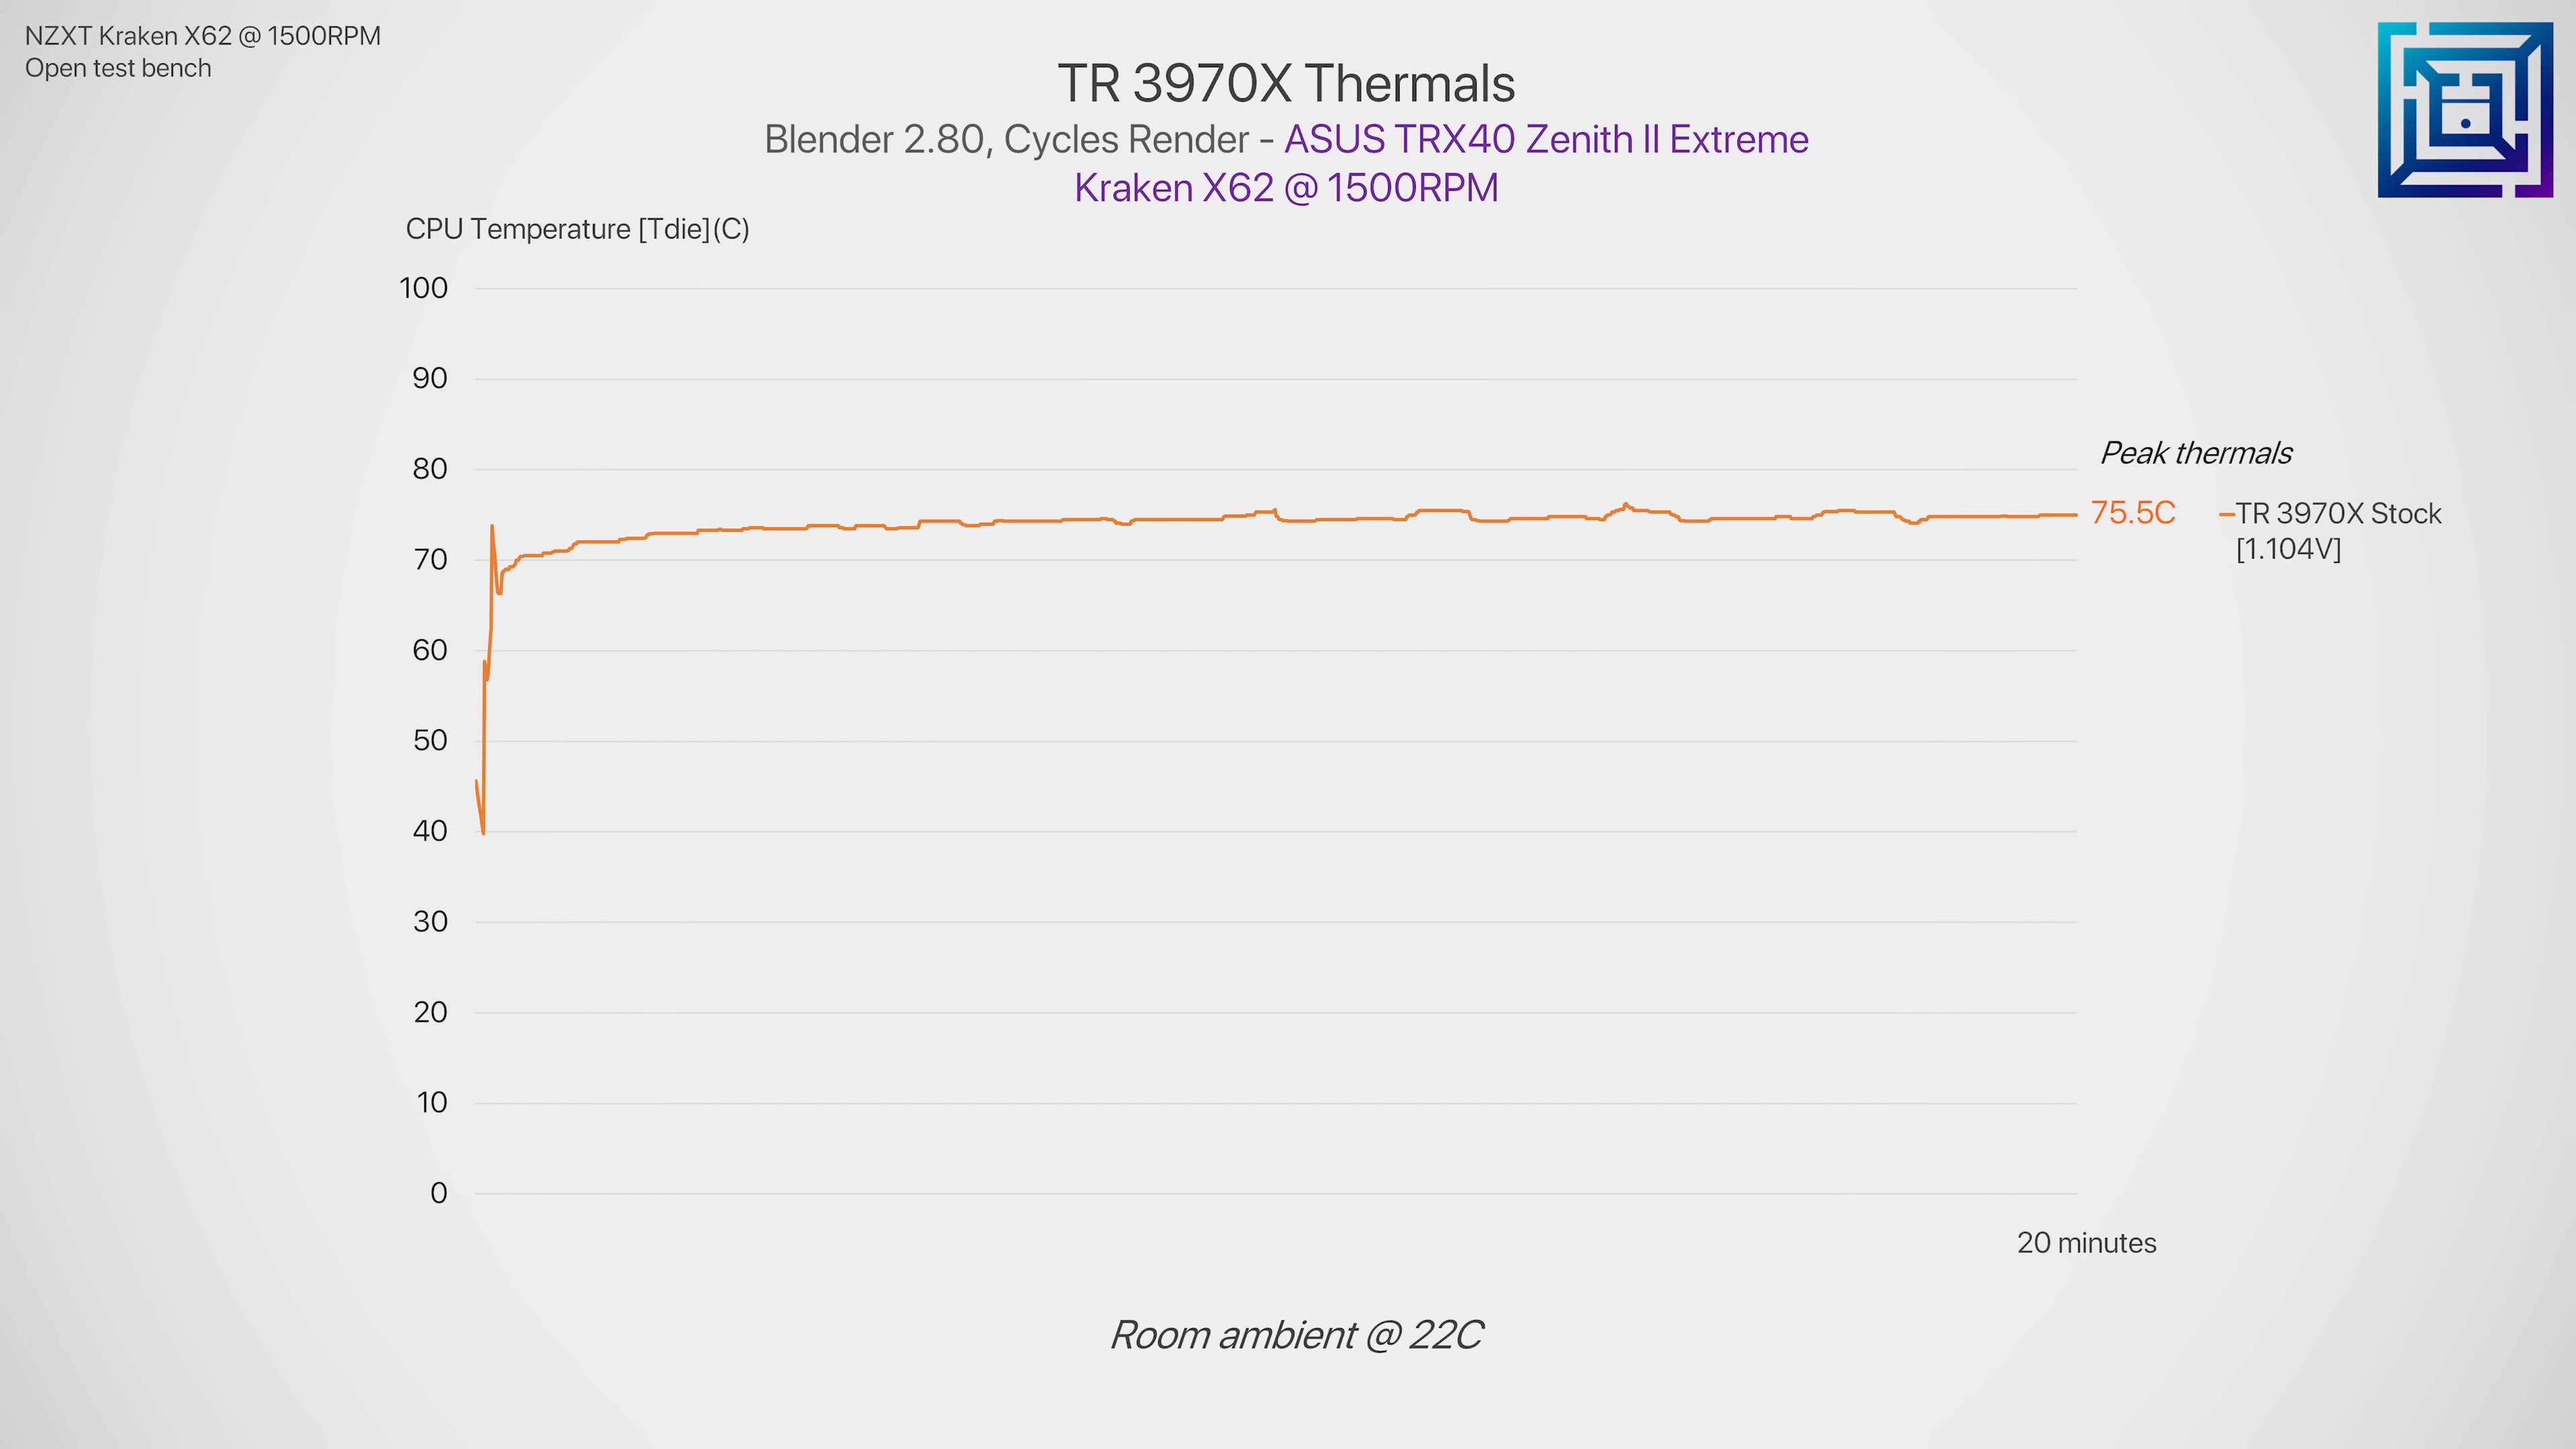 NZXT Kraken X62 @ 1500RPM
Open test bench
TR 3970X Thermals
Blender 2.80, Cycles Render - ASUS TRX40 Zenith II Extreme
Kraken X62 @ 1500RPM
CPU Temperature [Tdie](C)
100
90
80
70
60
50
40
30
20
10
0
Peak thermals
75.5C
TR 3970X Stock
[1.104V]
20 minutes
Room ambient @ 22C